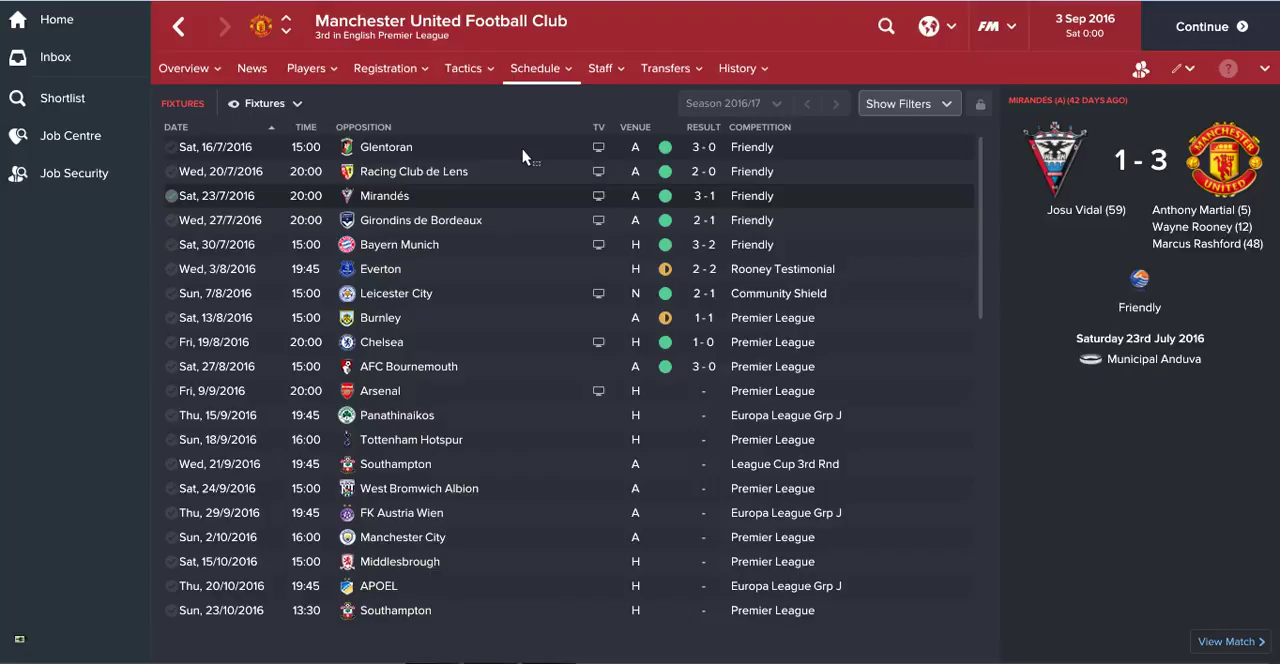 Home
Inbox
Shortlist
Job Centre
Job Security
Manchester United Football Club
3rd in English Premier League
FM
3 Sep 2016
Sat 0:00
Continue
Overview News Players Registration Tactics Schedule Staff Transfers History
?
FIXTURES Fixtures Season 2016/17 Show Filters
DATE TIME OPPOSITION TV VENUE RESULT COMPETITION
Sat, 16/7/2016 15:00 Glentoran A 3 - 0 Friendly
Wed, 20/7/2016 20:00 Racing Club de Lens A 2 - 0 Friendly
Sat, 23/7/2016 20:00 Mirandés A 3 - 1 Friendly
Wed, 27/7/2016 20:00 Girondins de Bordeaux A 2 - 1 Friendly
Sat, 30/7/2016 15:00 Bayern Munich H 3 - 2 Friendly
Wed, 3/8/2016 19:45 Everton H 2 - 2 Rooney Testimonial
Sun, 7/8/2016 15:00 Leicester City N 2 - 1 Community Shield
Sat, 13/8/2016 15:00 Burnley A 1 - 1 Premier League
Fri, 19/8/2016 20:00 Chelsea H 1 - 0 Premier League
Sat, 27/8/2016 15:00 AFC Bournemouth A 3 - 0 Premier League
Fri, 9/9/2016 20:00 Arsenal H - Premier League
Thu, 15/9/2016 19:45 Panathinaikos H - Europa League Grp J
Sun, 18/9/2016 16:00 Tottenham Hotspur H - Premier League
Wed, 21/9/2016 19:45 Southampton A - League Cup 3rd Rnd
Sat, 24/9/2016 15:00 West Bromwich Albion A - Premier League
Thu, 29/9/2016 19:45 FK Austria Wien A - Europa League Grp J
Sun, 2/10/2016 16:00 Manchester City A - Premier League
Sat, 15/10/2016 15:00 Middlesbrough H - Premier League
Thu, 20/10/2016 19:45 APOEL H - Europa League Grp J
Sun, 23/10/2016 13:30 Southampton H - Premier League
MIRANDÉS (A) (42 DAYS AGO)
1 - 3
Josu Vidal (59)
Anthony Martial (5)
Wayne Rooney (12)
Marcus Rashford (48)
Friendly
Saturday 23rd July 2016
Municipal Anduva
View Match